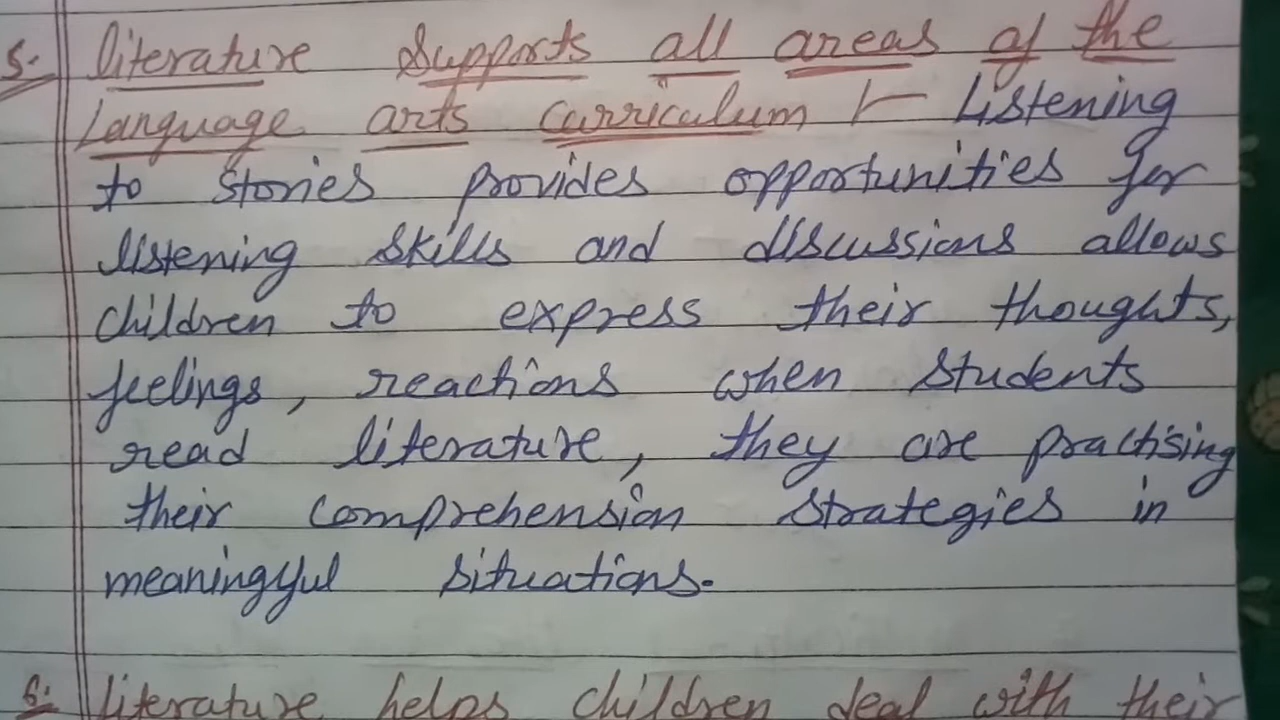 5. literature supports all areas of the
Language arts curriculum :- Listening
to stories provides opportunities for
listening skills and discussions allows
children to express their thoughts,
feelings, reactions when students
read literature, they are practising
their comprehension strategies in
meaningful situations.
6. literature helps children deal with their